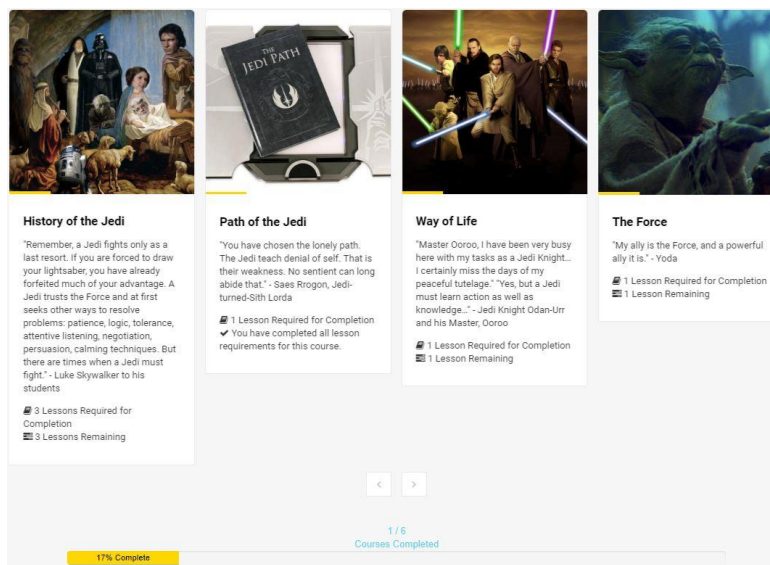 THE
JEDI PATH
History of the Jedi
"Remember, a Jedi fights only as a
last resort. If you are forced to draw
your lightsaber, you have already
forfeited much of your advantage. A
Jedi trusts the Force and at first
seeks other ways to resolve
problems: patience, logic, tolerance,
attentive listening, negotiation,
persuasion, calming techniques. But
there are times when a Jedi must
fight." - Luke Skywalker to his
students
3 Lessons Required for
Completion
3 Lessons Remaining
Path of the Jedi
"You have chosen the lonely path.
The Jedi teach denial of self. That is
their weakness. No sentient can long
abide that." - Saes Rrogon, Jedi-
turned-Sith Lorda
1 Lesson Required for Completion
You have completed all lesson
requirements for this course.
Way of Life
"Master Ooroo, I have been very busy
here with my tasks as a Jedi Knight...
I certainly miss the days of my
peaceful tutelage." "Yes, but a Jedi
must learn action as well as
knowledge..." - Jedi Knight Odan-Urr
and his Master, Ooroo
1 Lesson Required for Completion
1 Lesson Remaining
The Force
"My ally is the Force, and a powerful
ally it is." - Yoda
1 Lesson Required for Completion
1 Lesson Remaining
1 / 6
Courses Completed
17% Complete